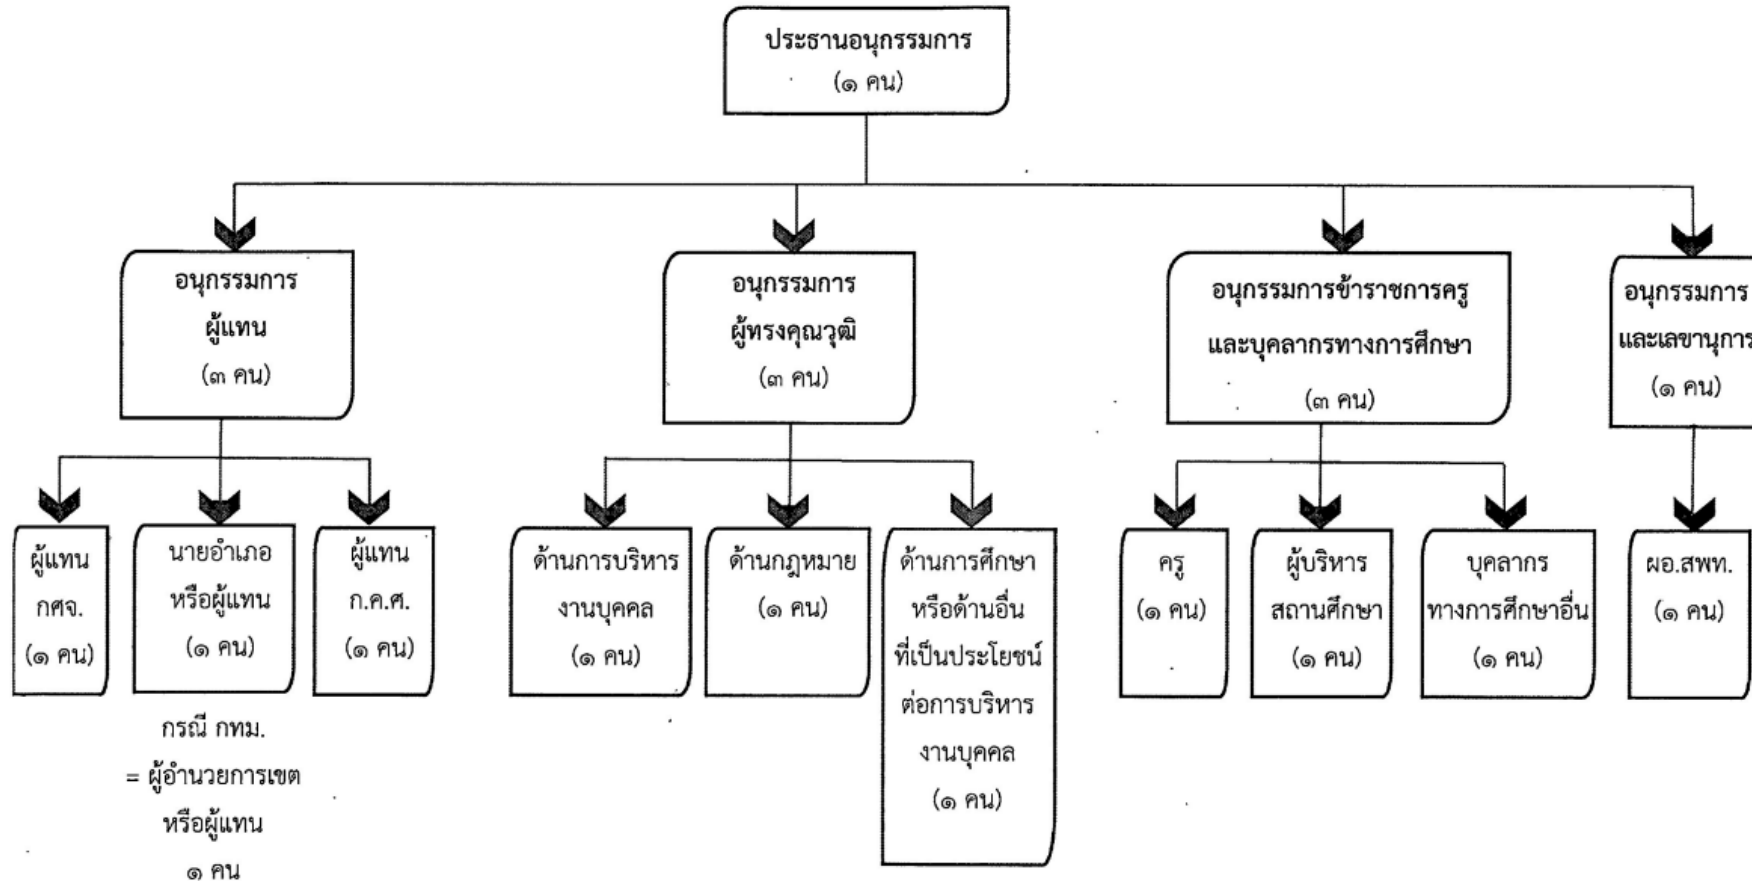 ประธานอนุกรรมการ
(๑ คน)
อนุกรรมการ
ผู้แทน
(๓ คน)
อนุกรรมการ
ผู้ทรงคุณวุฒิ
(๓ คน)
อนุกรรมการข้าราชการครู
และบุคลากรทางการศึกษา
(๓ คน)
อนุกรรมการ
และเลขานุการ
(๑ คน)
ผู้แทน
กศจ.
(๑ คน)
นายอำเภอ
หรือผู้แทน
(๑ คน)
กรณี กทม.
= ผู้อำนวยการเขต
หรือผู้แทน
๑ คน
ผู้แทน
ก.ค.ศ.
(๑ คน)
ด้านการบริหาร
งานบุคคล
(๑ คน)
ด้านกฎหมาย
(๑ คน)
ด้านการศึกษา
หรือด้านอื่น
ที่เป็นประโยชน์
ต่อการบริหาร
งานบุคคล
(๑ คน)
ครู
(๑ คน)
ผู้บริหาร
สถานศึกษา
(๑ คน)
บุคลากร
ทางการศึกษาอื่น
(๑ คน)
ผอ.สพท.
(๑ คน)